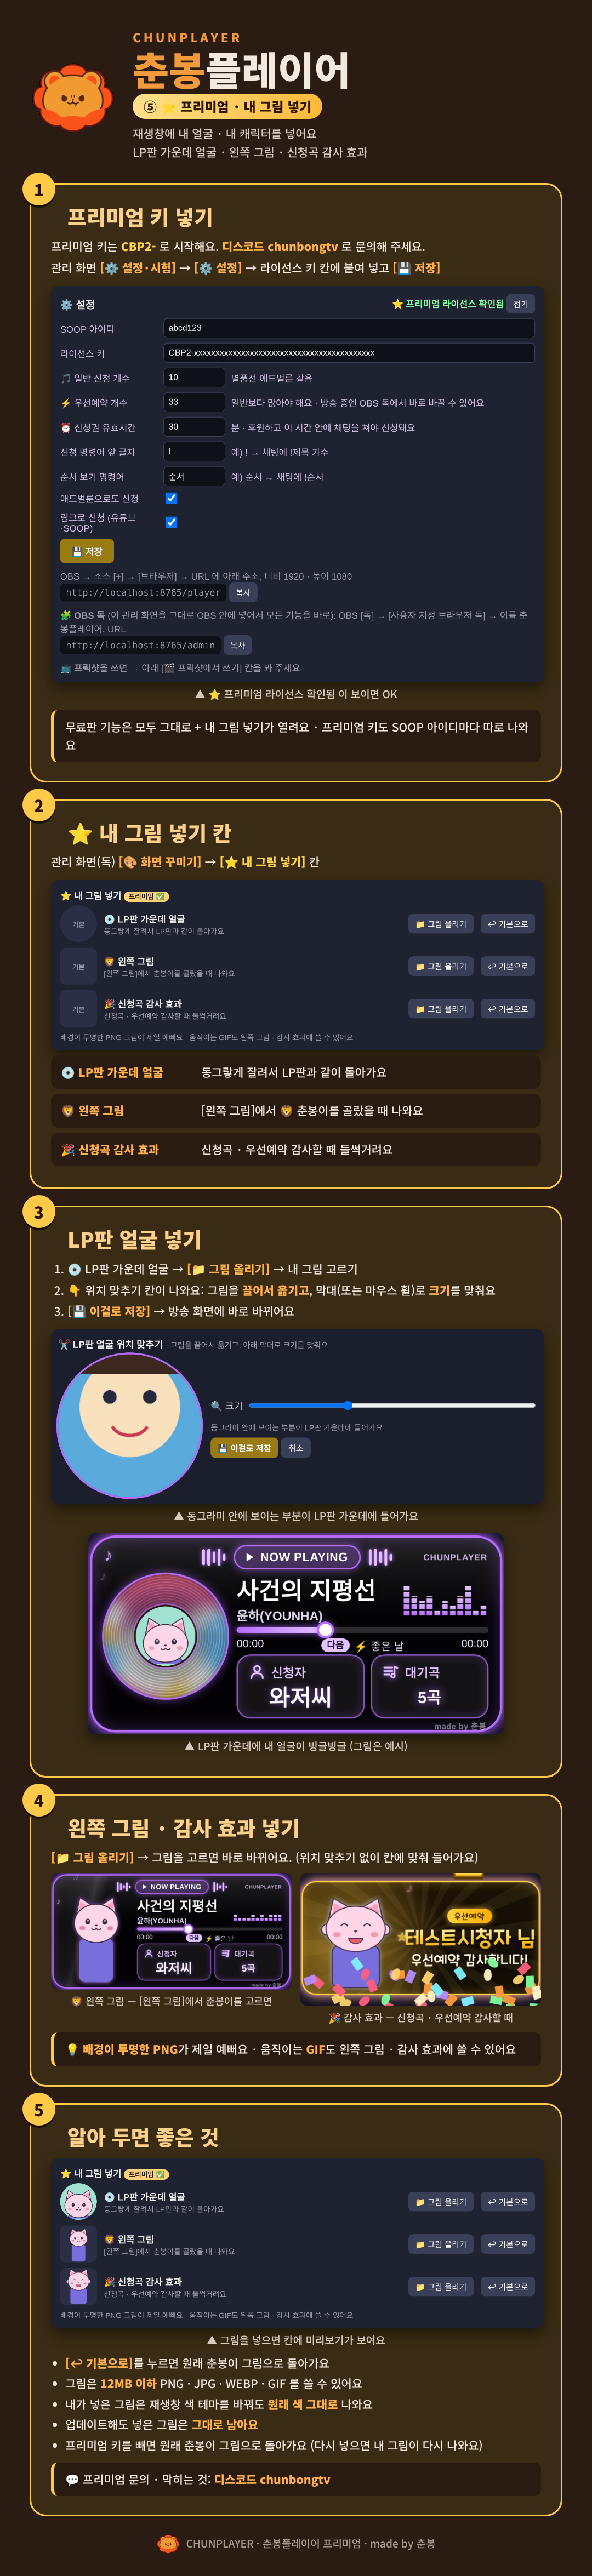 CHUNPLAYER
춘봉플레이어
⑤ ⭐ 프리미엄 · 내 그림 넣기
재생창에 내 얼굴 · 내 캐릭터를 넣어요
LP판 가운데 얼굴 · 왼쪽 그림 · 신청곡 감사 효과
1
프리미엄 키 넣기
프리미엄 키는 CBP2- 로 시작해요. 디스코드 chunbongtv 로 문의해 주세요.
관리 화면 [⚙️ 설정·시험] → [⚙️ 설정] → 라이선스 키 칸에 붙여 넣고 [💾 저장]
⚙️ 설정
⭐ 프리미엄 라이선스 확인됨 접기
SOOP 아이디 abcd123
라이선스 키 CBP2-xxxxxxxxxxxxxxxxxxxxxxxxxxxxxxxxxxxxxxxxxxx
🎵 일반 신청 개수 10 별풍선·애드벌룬 같음
⚡ 우선예약 개수 33 일반보다 많아야 해요 · 방송 중엔 OBS 독에서 바로 바꿀 수 있어요
⏰ 신청권 유효시간 30 분 · 후원하고 이 시간 안에 채팅을 쳐야 신청돼요
신청 명령어 앞 글자 ! 예) ! → 채팅에 !제목 가수
순서 보기 명령어 순서 예) 순서 → 채팅에 !순서
애드벌룬으로도 신청
링크로 신청 (유튜브
·SOOP)
💾 저장
OBS → 소스 [+] → [브라우저] → URL 에 아래 주소, 너비 1920 · 높이 1080
http://localhost:8765/player 복사
🧩 OBS 독 (이 관리 화면을 그대로 OBS 안에 넣어서 모든 기능을 바로): OBS [독] → [사용자 지정 브라우저 독] → 이름 춘
봉플레이어, URL
http://localhost:8765/admin 복사
📺 프릭샷을 쓰면 → 아래 [🎬 프릭샷에서 쓰기] 칸을 봐 주세요
▲ ⭐ 프리미엄 라이선스 확인됨 이 보이면 OK
무료판 기능은 모두 그대로 + 내 그림 넣기가 열려요 · 프리미엄 키도 SOOP 아이디마다 따로 나와
요
2
⭐ 내 그림 넣기 칸
관리 화면(독) [🎨 화면 꾸미기] → [⭐ 내 그림 넣기] 칸
⭐ 내 그림 넣기 프리미엄 ✅
기본 💿 LP판 가운데 얼굴 📁 그림 올리기 ↩ 기본으로
동그랗게 잘려서 LP판과 같이 돌아가요
기본 🦁 왼쪽 그림 📁 그림 올리기 ↩ 기본으로
[왼쪽 그림]에서 춘봉이를 골랐을 때 나와요
기본 🎉 신청곡 감사 효과 📁 그림 올리기 ↩ 기본으로
신청곡 · 우선예약 감사할 때 들썩거려요
배경이 투명한 PNG 그림이 제일 예뻐요 · 움직이는 GIF도 왼쪽 그림 · 감사 효과에 쓸 수 있어요
💿 LP판 가운데 얼굴 동그랗게 잘려서 LP판과 같이 돌아가요
🦁 왼쪽 그림 [왼쪽 그림]에서 🦁 춘봉이를 골랐을 때 나와요
🎉 신청곡 감사 효과 신청곡 · 우선예약 감사할 때 들썩거려요
3
LP판 얼굴 넣기
1. 💿 LP판 가운데 얼굴 → [📁 그림 올리기] → 내 그림 고르기
2. 👇 위치 맞추기 칸이 나와요: 그림을 끌어서 옮기고, 막대(또는 마우스 휠)로 크기를 맞춰요
3. [💾 이걸로 저장] → 방송 화면에 바로 바뀌어요
✂️ LP판 얼굴 위치 맞추기 · 그림을 끌어서 옮기고, 아래 막대로 크기를 맞춰요
🔍 크기
동그라미 안에 보이는 부분이 LP판 가운데에 들어가요
💾 이걸로 저장 취소
▲ 동그라미 안에 보이는 부분이 LP판 가운데에 들어가요
▶ NOW PLAYING
CHUNPLAYER
사건의 지평선
윤하(YOUNHA)
00:00 다음 ⚡ 좋은 날 00:00
신청자 대기곡
와저씨 5곡
made by 춘봉
▲ LP판 가운데에 내 얼굴이 빙글빙글 (그림은 예시)
4
왼쪽 그림 · 감사 효과 넣기
[📁 그림 올리기] → 그림을 고르면 바로 바뀌어요. (위치 맞추기 없이 칸에 맞춰 들어가요)
▶ NOW PLAYING
CHUNPLAYER
사건의 지평선
윤하(YOUNHA)
00:00 다음 ⚡ 좋은 날 00:00
신청자 대기곡
와저씨 5곡
made by 춘봉
🦁 왼쪽 그림 — [왼쪽 그림]에서 춘봉이를 고르면
우선예약
테스트시청자 님
우선예약 감사합니다!
🎉 감사 효과 — 신청곡 · 우선예약 감사할 때
💡 배경이 투명한 PNG가 제일 예뻐요 · 움직이는 GIF도 왼쪽 그림 · 감사 효과에 쓸 수 있어요
5
알아 두면 좋은 것
⭐ 내 그림 넣기 프리미엄 ✅
💿 LP판 가운데 얼굴 📁 그림 올리기 ↩ 기본으로
동그랗게 잘려서 LP판과 같이 돌아가요
🦁 왼쪽 그림 📁 그림 올리기 ↩ 기본으로
[왼쪽 그림]에서 춘봉이를 골랐을 때 나와요
🎉 신청곡 감사 효과 📁 그림 올리기 ↩ 기본으로
신청곡 · 우선예약 감사할 때 들썩거려요
배경이 투명한 PNG 그림이 제일 예뻐요 · 움직이는 GIF도 왼쪽 그림 · 감사 효과에 쓸 수 있어요
▲ 그림을 넣으면 칸에 미리보기가 보여요
• [↩ 기본으로]를 누르면 원래 춘봉이 그림으로 돌아가요
• 그림은 12MB 이하 PNG · JPG · WEBP · GIF 를 쓸 수 있어요
• 내가 넣은 그림은 재생창 색 테마를 바꿔도 원래 색 그대로 나와요
• 업데이트해도 넣은 그림은 그대로 남아요
• 프리미엄 키를 빼면 원래 춘봉이 그림으로 돌아가요 (다시 넣으면 내 그림이 다시 나와요)
💬 프리미엄 문의 · 막히는 것: 디스코드 chunbongtv
CHUNPLAYER · 춘봉플레이어 프리미엄 · made by 춘봉